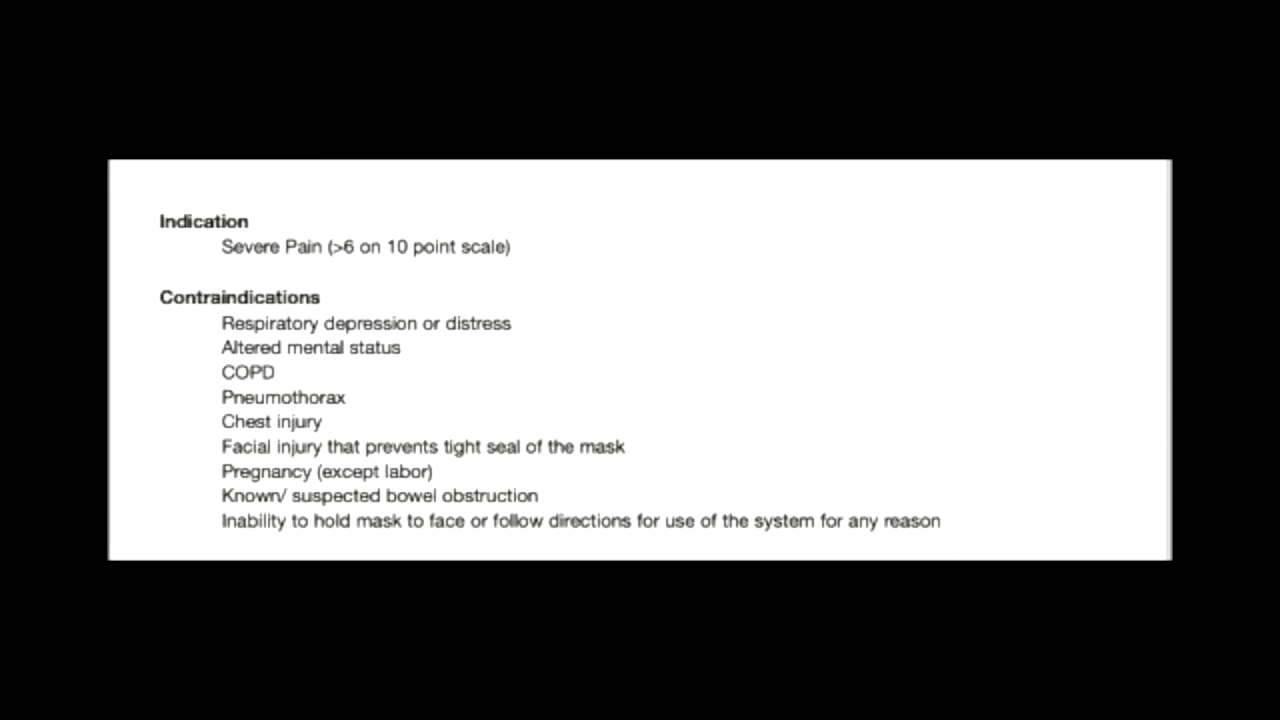 Indication
Severe Pain (>6 on 10 point scale)
Contraindications
Respiratory depression or distress
Altered mental status
COPD
Pneumothorax
Chest injury
Facial injury that prevents tight seal of the mask
Pregnancy (except labor)
Known/ suspected bowel obstruction
Inability to hold mask to face or follow directions for use of the system for any reason